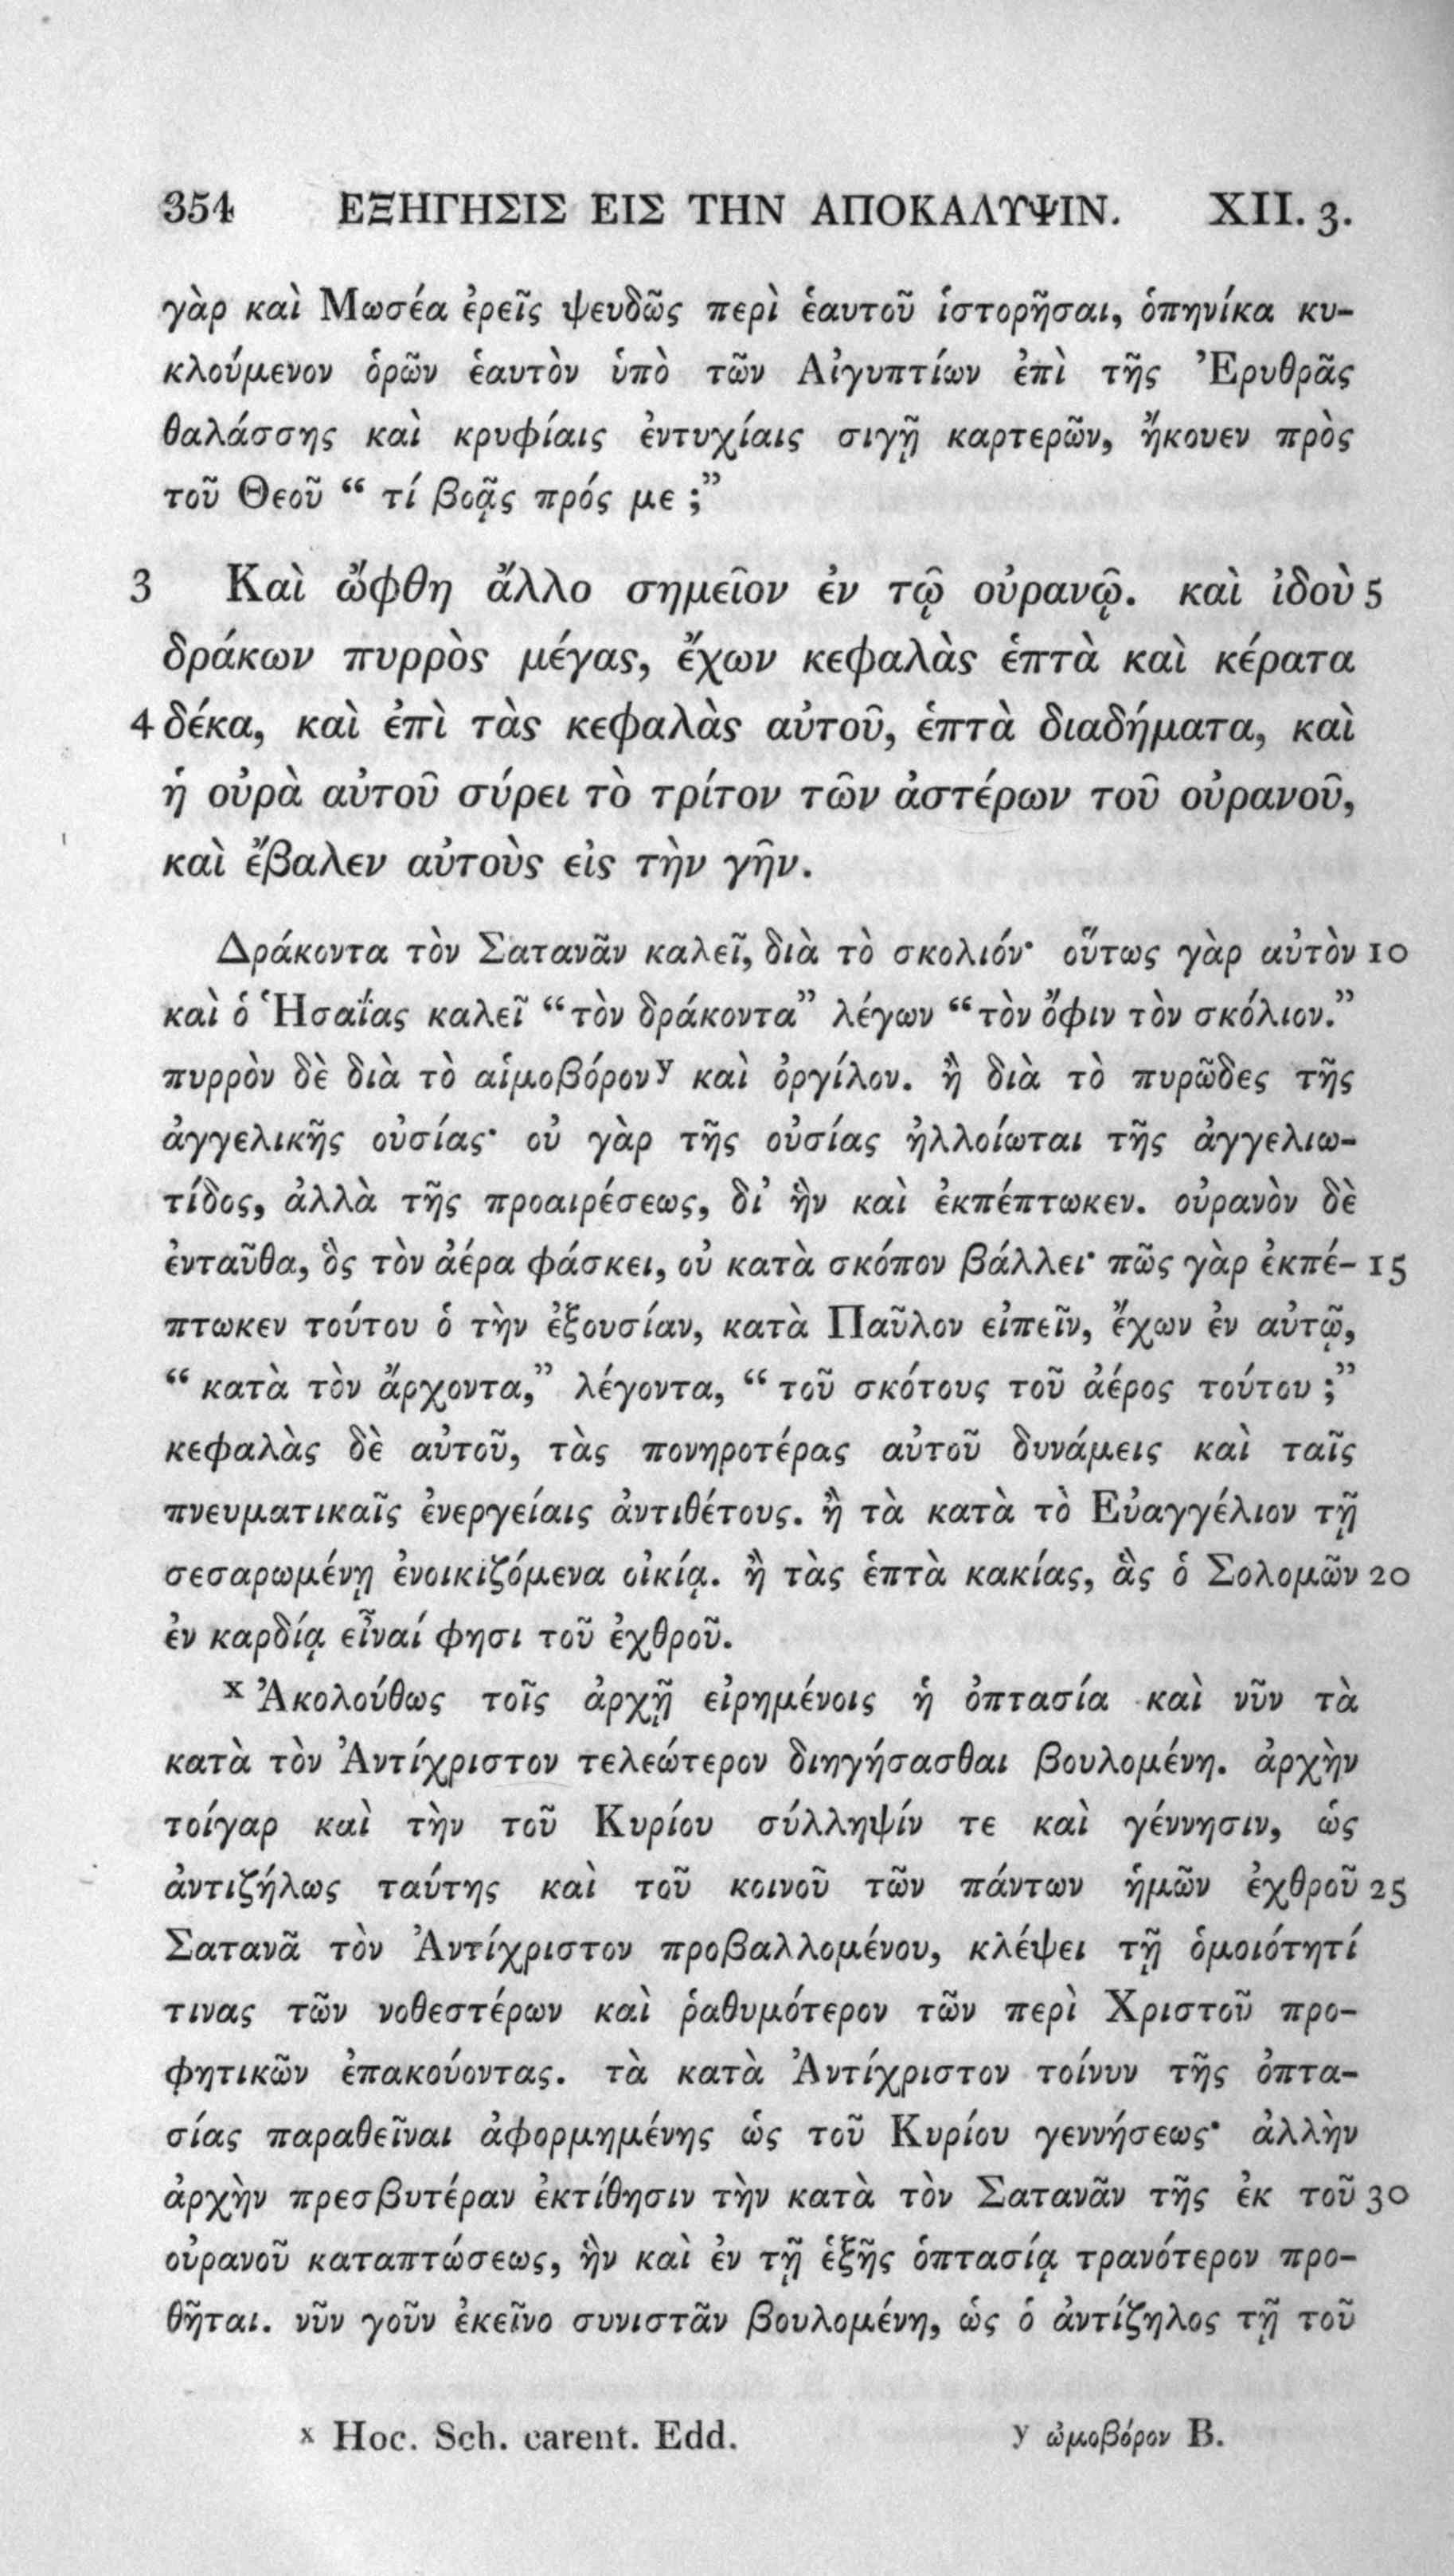 354 ΕΞΗΓΗΣΙΣ ΕΙΣ ΤΗΝ ΑΠΟΚΑΛΥΨΙΝ. XII. 3.
γὰρ καὶ Μωσέα ἐρεῖς ψευδῶς περὶ ἑαυτοῦ ἱστορῆσαι, ὁπηνίκα κυ-
κλούμενον ὁρῶν ἑαυτὸν ὑπὸ τῶν Αἰγυπτίων ἐπὶ τῆς Ἐρυθρᾶς
θαλάσσης καὶ κρυφίαις ἐντυχίαις σιγῇ καρτερῶν, ἤκουεν πρὸς
τοῦ Θεοῦ “ τί βοᾷς πρός με ;”
3 Καὶ ὤφθη ἄλλο σημεῖον ἐν τῷ οὐρανῷ. καὶ ἰδοὺ 5
δράκων πυρρὸς μέγας, ἔχων κεφαλὰς ἑπτὰ καὶ κέρατα
4 δέκα, καὶ ἐπὶ τὰς κεφαλὰς αὐτοῦ, ἑπτὰ διαδήματα, καὶ
ἡ οὐρὰ αὐτοῦ σύρει τὸ τρίτον τῶν ἀστέρων τοῦ οὐρανοῦ,
καὶ ἔβαλεν αὐτοὺς εἰς τὴν γῆν.
Δράκοντα τὸν Σατανᾶν καλεῖ, διὰ τὸ σκολιόν· οὕτως γὰρ αὐτὸν 10
καὶ ὁ Ἡσαΐας καλεῖ “τὸν δράκοντα” λέγων “τὸν ὄφιν τὸν σκόλιον.”
πυρρὸν δὲ διὰ τὸ αἱμοβόρονy καὶ ὀργίλον. ἢ διὰ τὸ πυρῶδες τῆς
ἀγγελικῆς οὐσίας· οὐ γὰρ τῆς οὐσίας ἠλλοίωται τῆς ἀγγελιω-
τίδος, ἀλλὰ τῆς προαιρέσεως, δι’ ἣν καὶ ἐκπέπτωκεν. οὐρανὸν δὲ
ἐνταῦθα, ὃς τὸν ἀέρα φάσκει, οὐ κατὰ σκόπον βάλλει· πῶς γὰρ ἐκπέ- 15
πτωκεν τούτου ὁ τὴν ἐξουσίαν, κατὰ Παῦλον εἰπεῖν, ἔχων ἐν αὐτῷ,
“ κατὰ τὸν ἄρχοντα,” λέγοντα, “ τοῦ σκότους τοῦ ἀέρος τούτου ;”
κεφαλὰς δὲ αὐτοῦ, τὰς πονηροτέρας αὐτοῦ δυνάμεις καὶ ταῖς
πνευματικαῖς ἐνεργείαις ἀντιθέτους. ἢ τὰ κατὰ τὸ Εὐαγγέλιον τῇ
σεσαρωμένῃ ἐνοικιζόμενα οἰκίᾳ. ἢ τὰς ἑπτὰ κακίας, ἃς ὁ Σολομῶν 20
ἐν καρδίᾳ εἶναί φησι τοῦ ἐχθροῦ.
x Ἀκολούθως τοῖς ἀρχῇ εἰρημένοις ἡ ὀπτασία καὶ νῦν τὰ
κατὰ τὸν Ἀντίχριστον τελεώτερον διηγήσασθαι βουλομένη. ἀρχὴν
τοίγαρ καὶ τὴν τοῦ Κυρίου σύλληψίν τε καὶ γέννησιν, ὡς
ἀντιζήλως ταύτης καὶ τοῦ κοινοῦ τῶν πάντων ἡμῶν ἐχθροῦ 25
Σατανᾶ τὸν Ἀντίχριστον προβαλλομένου, κλέψει τῇ ὁμοιότητί
τινας τῶν νοθεστέρων καὶ ῥαθυμότερον τῶν περὶ Χριστοῦ προ-
φητικῶν ἐπακούοντας. τὰ κατὰ Ἀντίχριστον τοίνυν τῆς ὀπτα-
σίας παραθεῖναι ἀφορμημένης ὡς τοῦ Κυρίου γεννήσεως· ἀλλὴν
ἀρχὴν πρεσβυτέραν ἐκτίθησιν τὴν κατὰ τὸν Σατανᾶν τῆς ἐκ τοῦ 30
οὐρανοῦ καταπτώσεως, ἣν καὶ ἐν τῇ ἑξῆς ὀπτασίᾳ τρανότερον προ-
θῆται. νῦν γοῦν ἐκεῖνο συνιστᾶν βουλομένη, ὡς ὁ ἀντίζηλος τῇ τοῦ
x Hoc. Sch. carent. Edd. y ὠμοβόρον B.